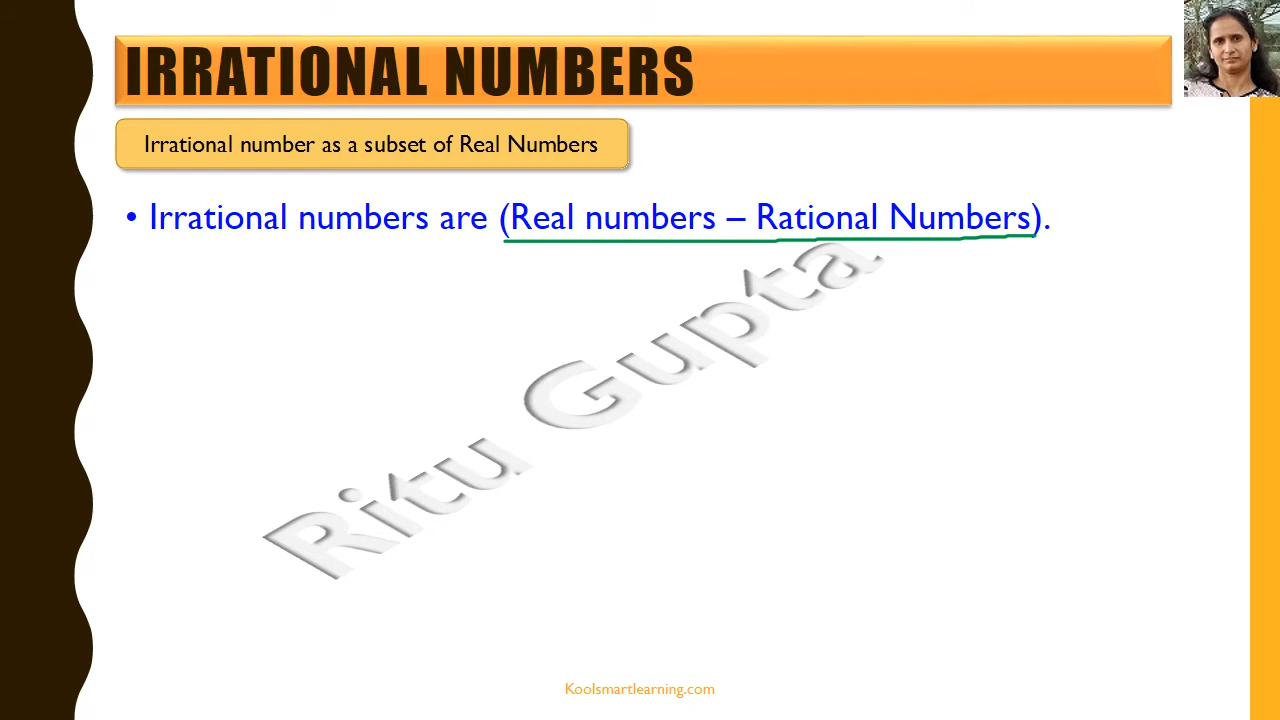 IRRATIONAL NUMBERS
Irrational number as a subset of Real Numbers
• Irrational numbers are (Real numbers – Rational Numbers).
Ritu Gupta
Koolsmartlearning.com